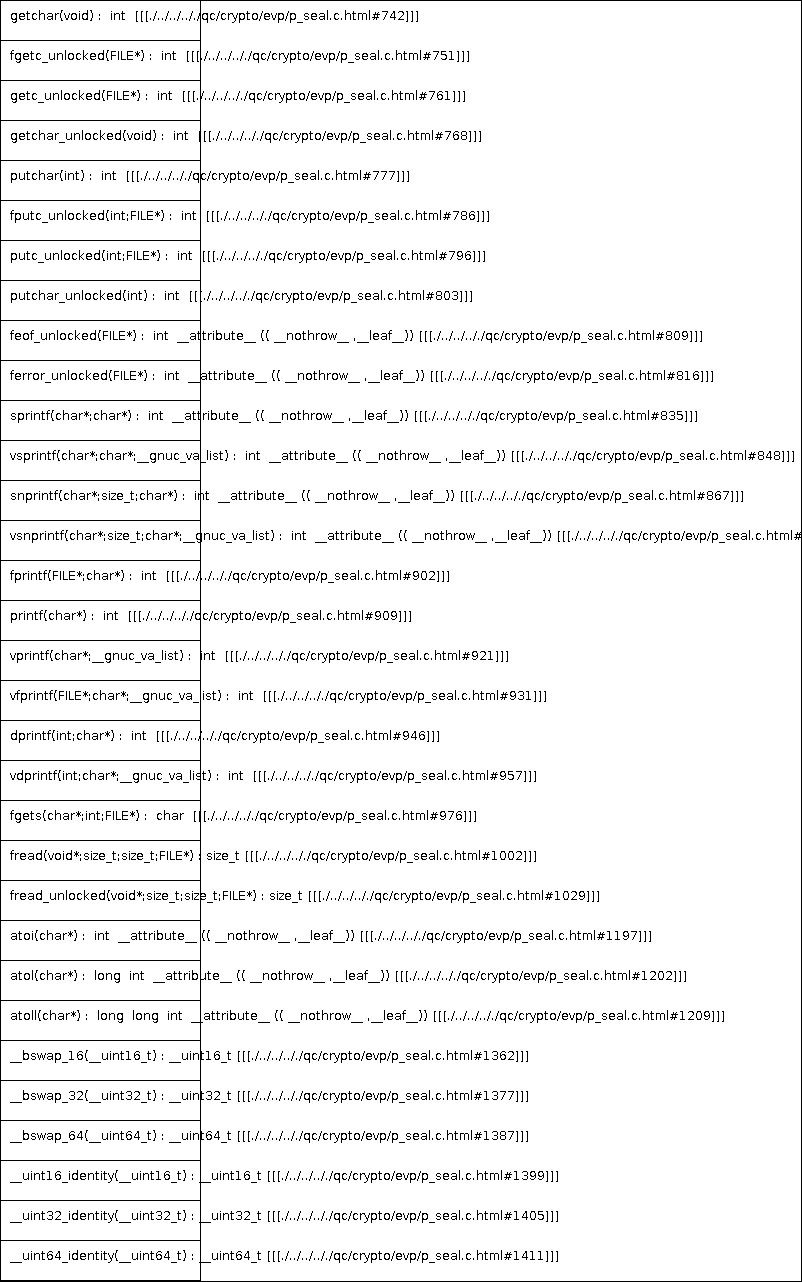 getchar(void) : int [[[./../../../../qc/crypto/evp/p_seal.c.html#742]]]
fgetc_unlocked(FILE*) : int [[[./../../../../qc/crypto/evp/p_seal.c.html#751]]]
getc_unlocked(FILE*) : int [[[./../../../../qc/crypto/evp/p_seal.c.html#761]]]
getchar_unlocked(void) : int [[[./../../../../qc/crypto/evp/p_seal.c.html#768]]]
putchar(int) : int [[[./../../../../qc/crypto/evp/p_seal.c.html#777]]]
fputc_unlocked(int;FILE*) : int [[[./../../../../qc/crypto/evp/p_seal.c.html#786]]]
putc_unlocked(int;FILE*) : int [[[./../../../../qc/crypto/evp/p_seal.c.html#796]]]
putchar_unlocked(int) : int [[[./../../../../qc/crypto/evp/p_seal.c.html#803]]]
feof_unlocked(FILE*) : int __attribute__ (( __nothrow__ ,__leaf__)) [[[./../../../../qc/crypto/evp/p_seal.c.html#809]]]
ferror_unlocked(FILE*) : int __attribute__ (( __nothrow__ ,__leaf__)) [[[./../../../../qc/crypto/evp/p_seal.c.html#816]]]
sprintf(char*;char*) : int __attribute__ (( __nothrow__ ,__leaf__)) [[[./../../../../qc/crypto/evp/p_seal.c.html#835]]]
vsprintf(char*;char*;__gnuc_va_list) : int __attribute__ (( __nothrow__ ,__leaf__)) [[[./../../../../qc/crypto/evp/p_seal.c.html#848]]]
snprintf(char*;size_t;char*) : int __attribute__ (( __nothrow__ ,__leaf__)) [[[./../../../../qc/crypto/evp/p_seal.c.html#867]]]
vsnprintf(char*;size_t;char*;__gnuc_va_list) : int __attribute__ (( __nothrow__ ,__leaf__)) [[[./../../../../qc/crypto/evp/p_seal.c.html#
fprintf(FILE*;char*) : int [[[./../../../../qc/crypto/evp/p_seal.c.html#902]]]
printf(char*) : int [[[./../../../../qc/crypto/evp/p_seal.c.html#909]]]
vprintf(char*;__gnuc_va_list) : int [[[./../../../../qc/crypto/evp/p_seal.c.html#921]]]
vfprintf(FILE*;char*;__gnuc_va_list) : int [[[./../../../../qc/crypto/evp/p_seal.c.html#931]]]
dprintf(int;char*) : int [[[./../../../../qc/crypto/evp/p_seal.c.html#946]]]
vdprintf(int;char*;__gnuc_va_list) : int [[[./../../../../qc/crypto/evp/p_seal.c.html#957]]]
fgets(char*;int;FILE*) : char [[[./../../../../qc/crypto/evp/p_seal.c.html#976]]]
fread(void*;size_t;size_t;FILE*) : size_t [[[./../../../../qc/crypto/evp/p_seal.c.html#1002]]]
fread_unlocked(void*;size_t;size_t;FILE*) : size_t [[[./../../../../qc/crypto/evp/p_seal.c.html#1029]]]
atoi(char*) : int __attribute__ (( __nothrow__ ,__leaf__)) [[[./../../../../qc/crypto/evp/p_seal.c.html#1197]]]
atol(char*) : long int __attribute__ (( __nothrow__ ,__leaf__)) [[[./../../../../qc/crypto/evp/p_seal.c.html#1202]]]
atoll(char*) : long long int __attribute__ (( __nothrow__ ,__leaf__)) [[[./../../../../qc/crypto/evp/p_seal.c.html#1209]]]
__bswap_16(__uint16_t) : __uint16_t [[[./../../../../qc/crypto/evp/p_seal.c.html#1362]]]
__bswap_32(__uint32_t) : __uint32_t [[[./../../../../qc/crypto/evp/p_seal.c.html#1377]]]
__bswap_64(__uint64_t) : __uint64_t [[[./../../../../qc/crypto/evp/p_seal.c.html#1387]]]
__uint16_identity(__uint16_t) : __uint16_t [[[./../../../../qc/crypto/evp/p_seal.c.html#1399]]]
__uint32_identity(__uint32_t) : __uint32_t [[[./../../../../qc/crypto/evp/p_seal.c.html#1405]]]
__uint64_identity(__uint64_t) : __uint64_t [[[./../../../../qc/crypto/evp/p_seal.c.html#1411]]]